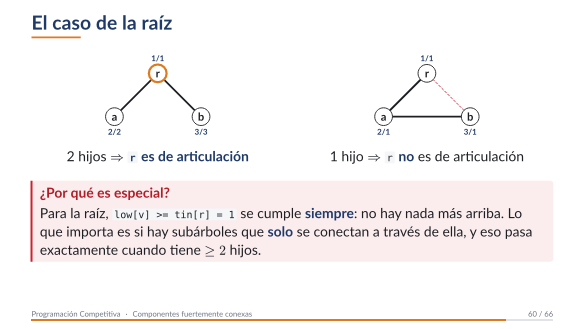 El caso de la raíz
1/1
r
a
b
2/2
3/3
2 hijos ⇒ r es de articulación
1/1
r
a
b
2/1
3/1
1 hijo ⇒ r no es de articulación
¿Por qué es especial?
Para la raíz, low[v] >= tin[r] = 1 se cumple siempre: no hay nada más arriba. Lo
que importa es si hay subárboles que solo se conectan a través de ella, y eso pasa
exactamente cuando tiene ≥ 2 hijos.
Programación Competitiva · Componentes fuertemente conexas
60 / 66